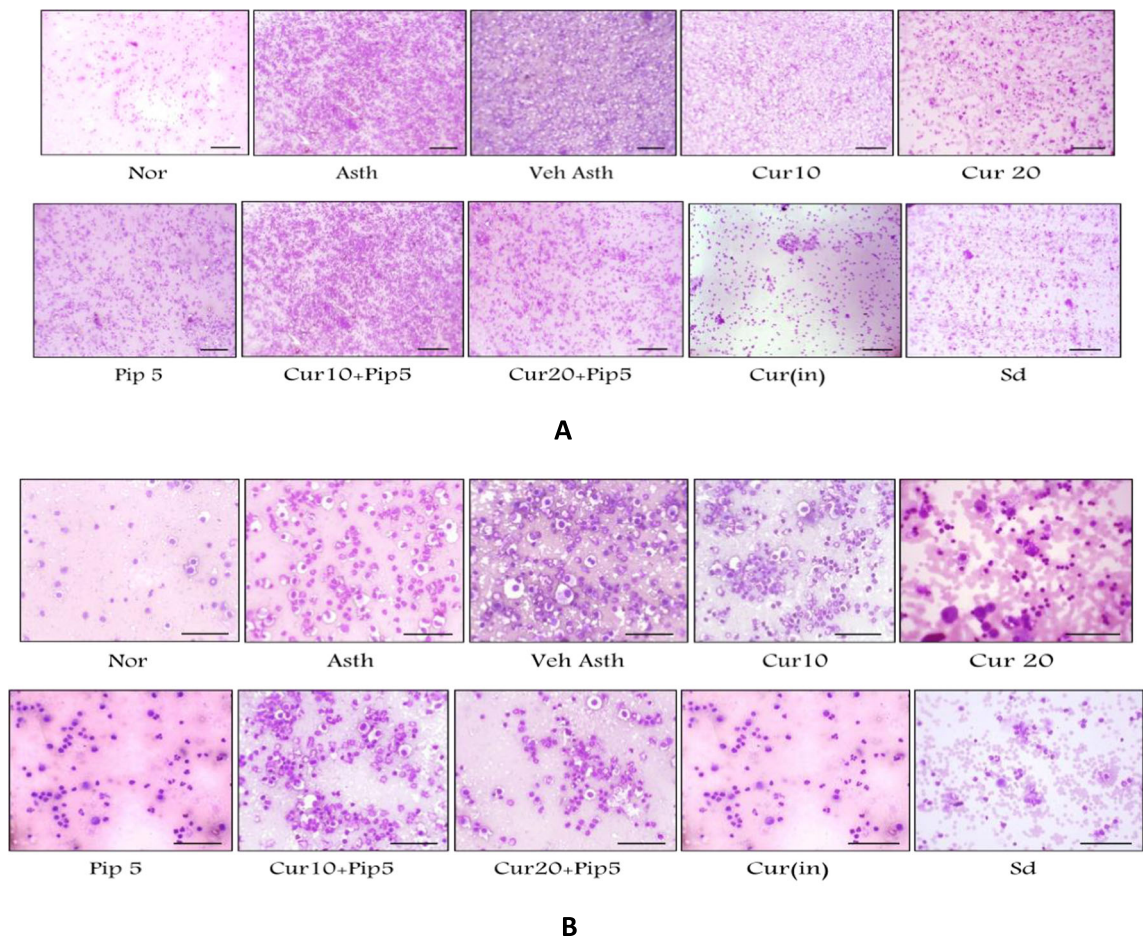 Nor Asth Veh Asth Cur10 Cur 20
Pip 5 Cur10+Pip5 Cur20+Pip5 Cur(in) Sd
A
Nor Asth Veh Asth Cur10 Cur 20
Pip 5 Cur10+Pip5 Cur20+Pip5 Cur(in) Sd
B